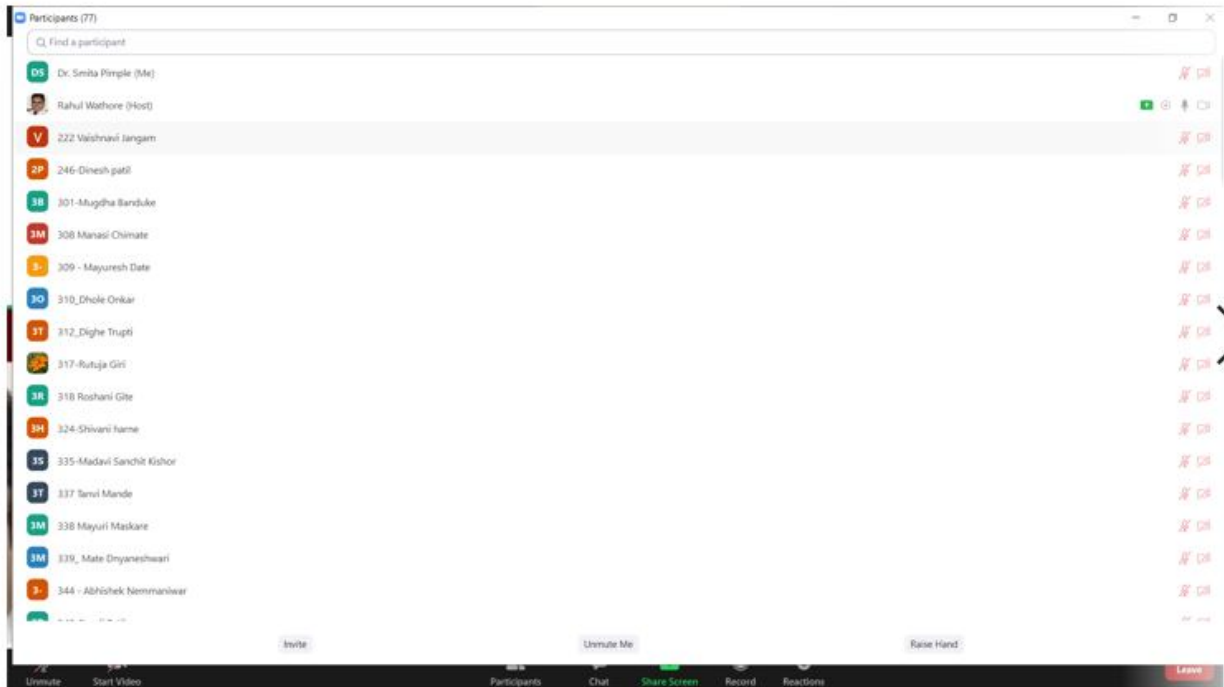 Participants (77)
Find a participant
DS Dr. Smita Pimple (Me)
Rahul Wathore (Host)
V 222 Vaishnavi Jangam
2P 246-Dinesh patil
3B 301-Mugdha Banduke
3M 308 Manasi Chimate
3- 309 - Mayuresh Date
3O 310_Dhole Onkar
3T 312_Dighe Trupti
317-Rutuja Giri
3R 318 Roshani Gite
3H 324-Shivani harne
3S 335-Madavi Sanchit Kishor
3T 337 Tanvi Mande
3M 338 Mayuri Maskare
3M 339_ Mate Dnyaneshwari
3- 344 - Abhishek Nemmaniwar
Invite Unmute Me Raise Hand
Unmute Start Video Participants Chat Share Screen Record Reactions Leave